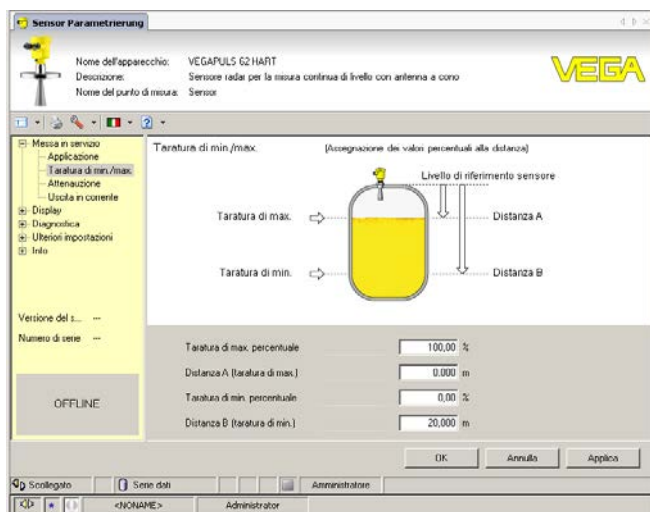 Sensor Parametrierung
Nome dell'apparecchio: VEGAPULS 62 HART
Descrizione: Sensore radar per la misura continua di livello con antenna a cono
Nome del punto di misura: Sensor
VEGA
Messa in servizio
Applicazione
Taratura di min./max.
Attenuazione
Uscita in corrente
Display
Diagnostica
Ulteriori impostazioni
Info
Versione del s... ---
Numero di serie ---
OFFLINE
Taratura di min./max. (Assegnazione dei valori percentuali alla distanza)
Livello di riferimento sensore
Taratura di max. Distanza A
Taratura di min. Distanza B
Taratura di max. percentuale 100,00 %
Distanza A (taratura di max.) 0.000 m
Taratura di min. percentuale 0,00 %
Distanza B (taratura di min.) 20,000 m
OK Annulla Applica
Scollegato Serie dati Amministratore
<NONAME> Administrator